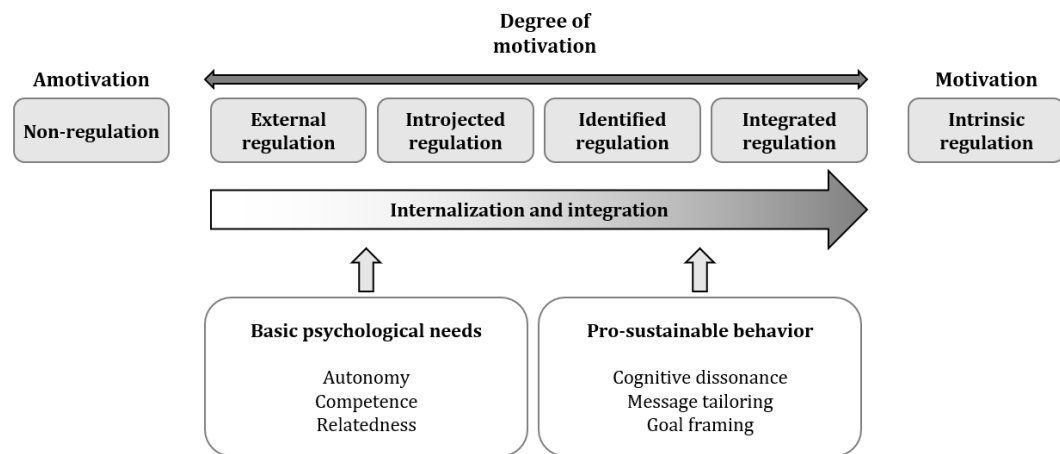 Degree of
motivation
Amotivation
Motivation
Non-regulation
External
regulation
Introjected
regulation
Identified
regulation
Integrated
regulation
Intrinsic
regulation
Internalization and integration
Basic psychological needs
Autonomy
Competence
Relatedness
Pro-sustainable behavior
Cognitive dissonance
Message tailoring
Goal framing